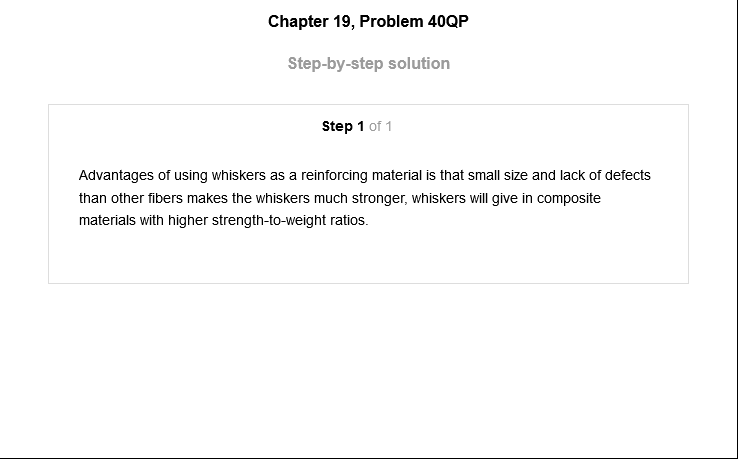 Chapter 19, Problem 40QP
Step-by-step solution
Step 1 of 1
Advantages of using whiskers as a reinforcing material is that small size and lack of defects
than other fibers makes the whiskers much stronger, whiskers will give in composite
materials with higher strength-to-weight ratios.